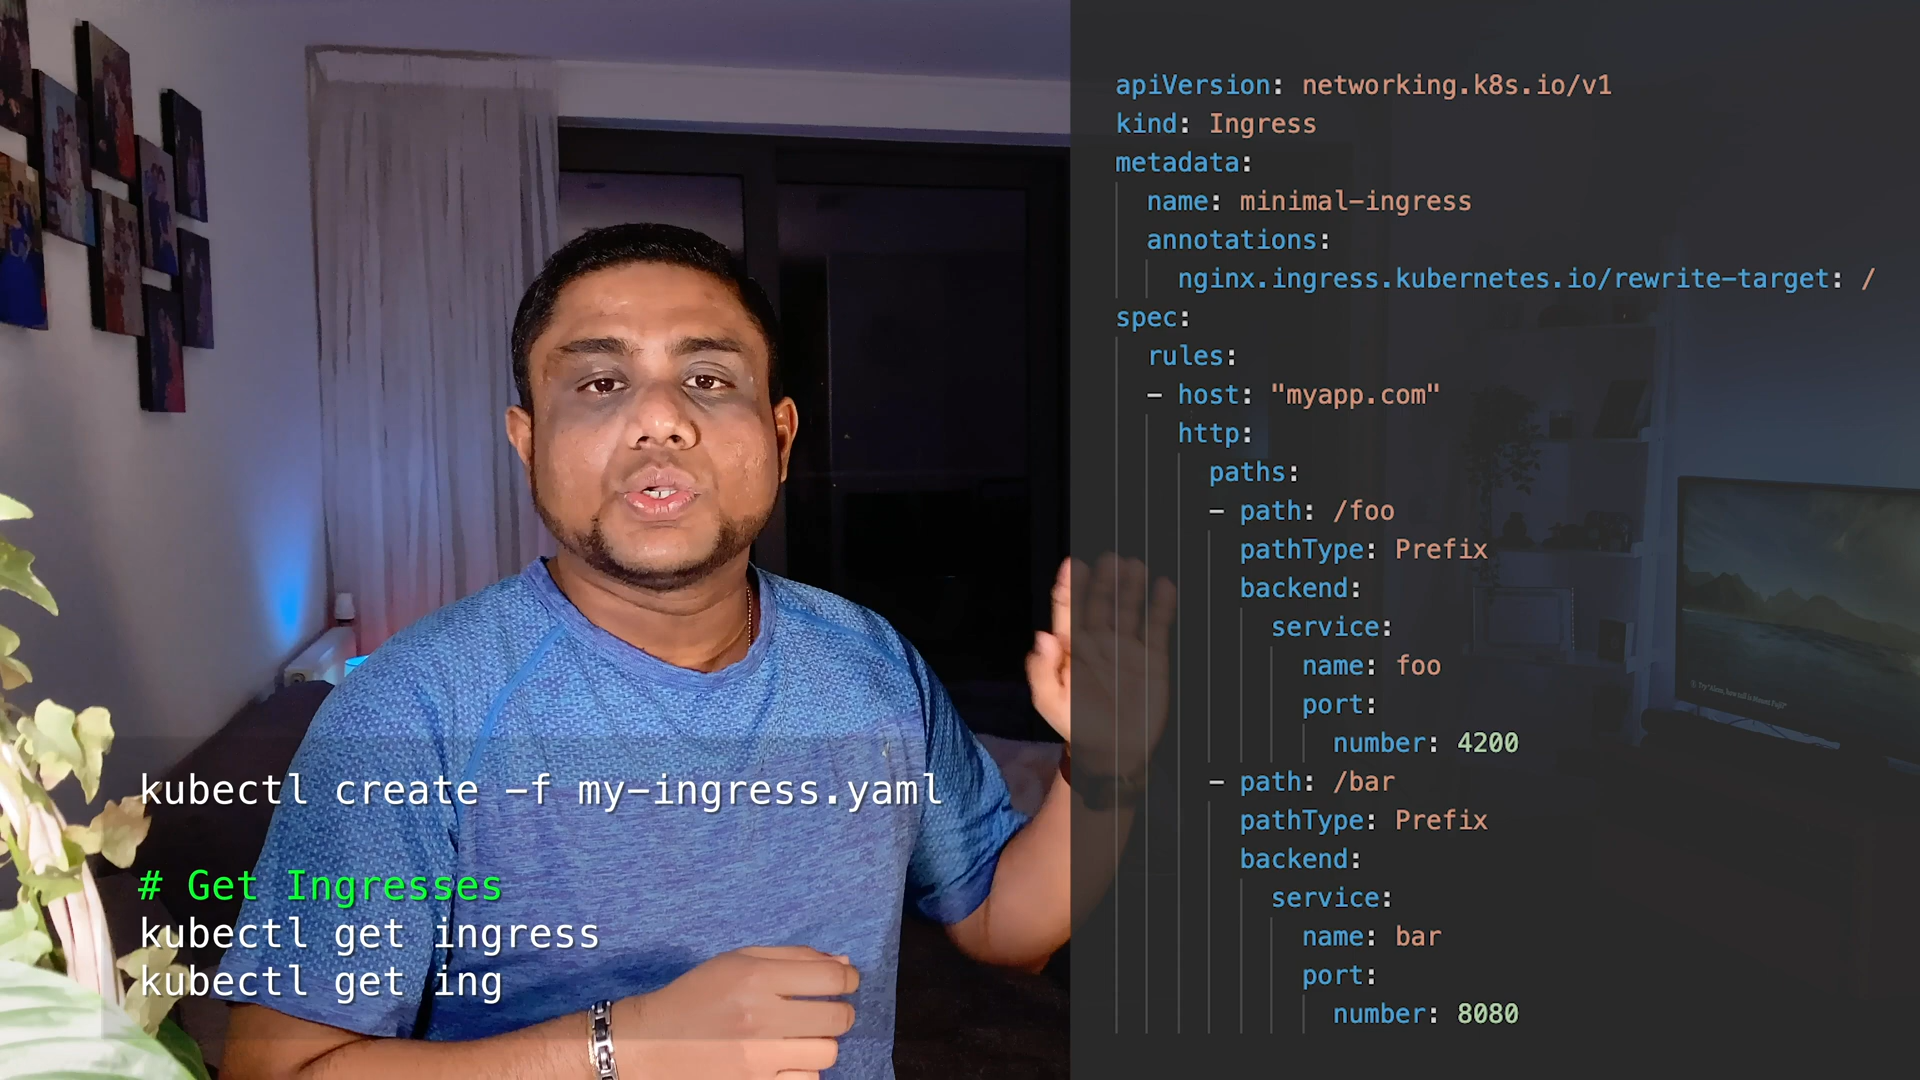 kubectl create -f my-ingress.yaml
# Get Ingresses
kubectl get ingress
kubectl get ing
apiVersion: networking.k8s.io/v1
kind: Ingress
metadata:
  name: minimal-ingress
  annotations:
    nginx.ingress.kubernetes.io/rewrite-target: /
spec:
  rules:
  - host: "myapp.com"
    http:
      paths:
      - path: /foo
        pathType: Prefix
        backend:
          service:
            name: foo
            port:
              number: 4200
      - path: /bar
        pathType: Prefix
        backend:
          service:
            name: bar
            port:
              number: 8080